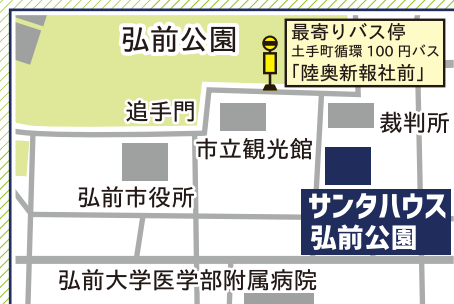 弘前公園
最寄りバス停
土手町循環100円バス
「陸奥新報社前」
追手門
裁判所
市立観光館
弘前市役所
サンタハウス
弘前公園
弘前大学医学部附属病院